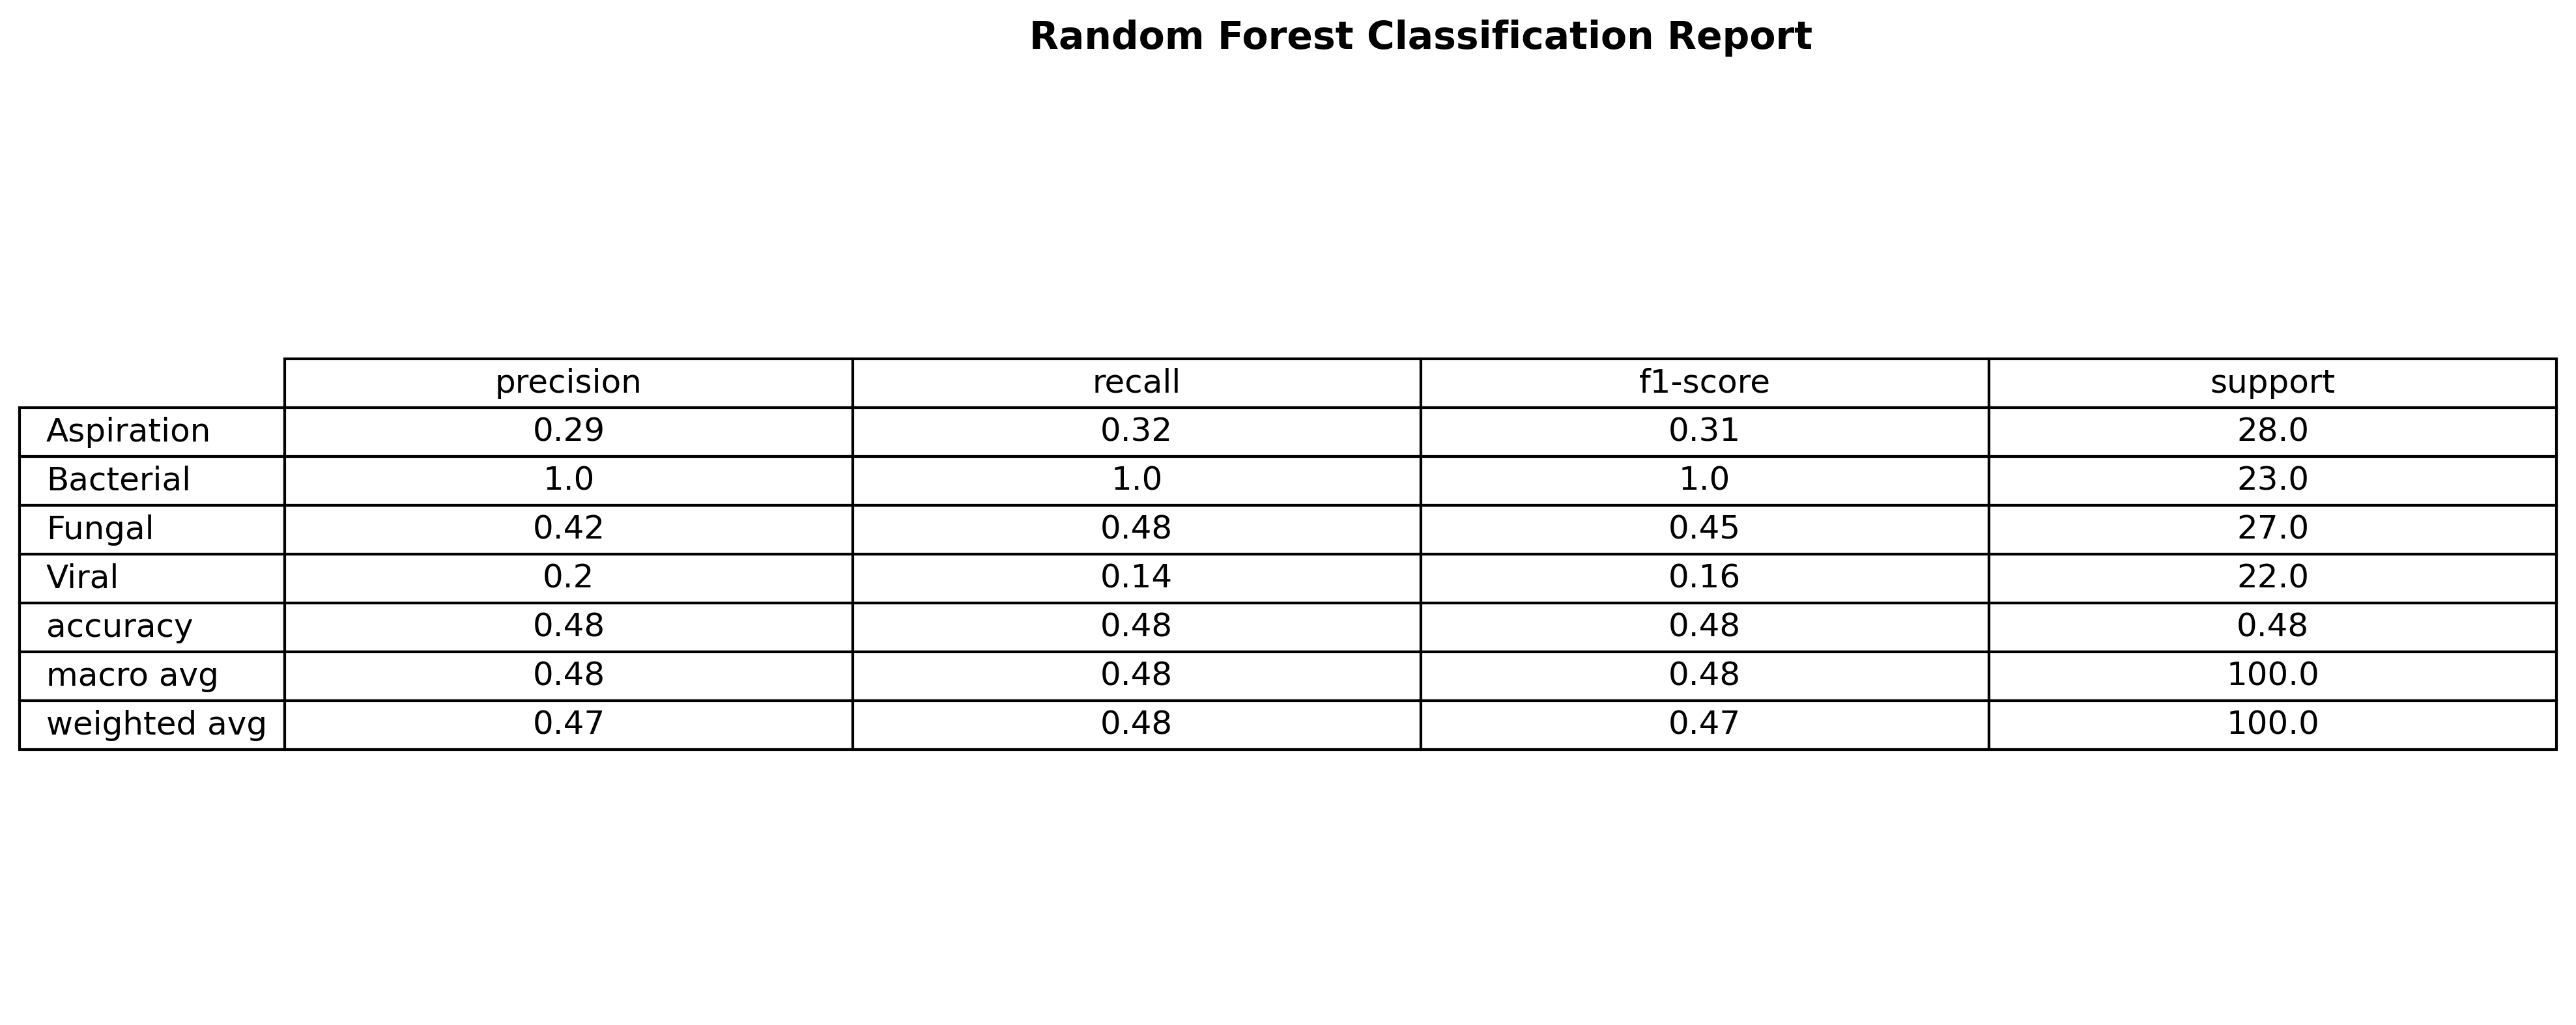 Random Forest Classification Report
precision recall f1-score support
Aspiration 0.29 0.32 0.31 28.0
Bacterial 1.0 1.0 1.0 23.0
Fungal 0.42 0.48 0.45 27.0
Viral 0.2 0.14 0.16 22.0
accuracy 0.48 0.48 0.48 0.48
macro avg 0.48 0.48 0.48 100.0
weighted avg 0.47 0.48 0.47 100.0